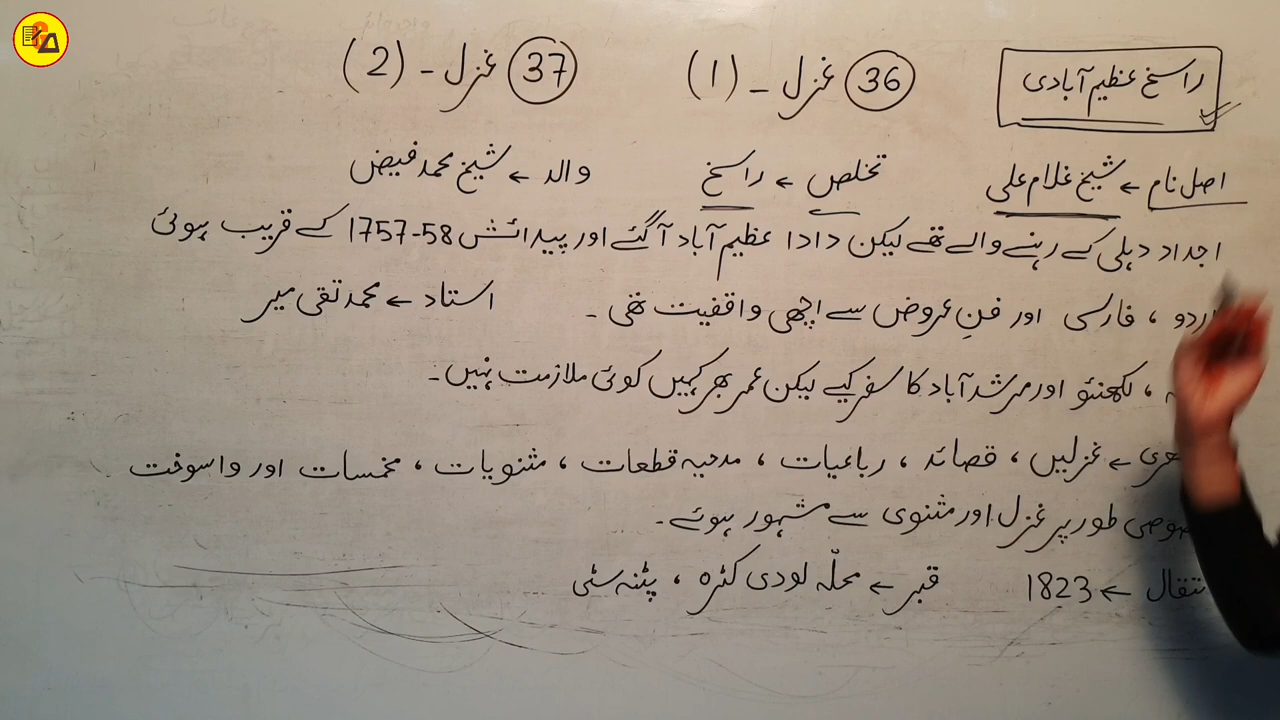 راسخ عظیم آبادی (36) غزل - (1) (37) غزل - (2)
اصل نام ← شیخ غلام علی تخلص ← راسخ والد ← شیخ محمد فیض
اجداد دہلی کے رہنے والے تھے لیکن دادا عظیم آباد آ گئے اور پیدائش 58-1757 کے قریب ہوئی
اردو ، فارسی اور فنِ عروض سے اچھی واقفیت تھی ۔ استاد ← محمد تقی میر
، لکھنئو اور مرشد آباد کا سفر کیے لیکن عمر بھر کہیں کوئی ملازمت نہیں ۔
← غزلیں ، قصائد ، رباعیات ، مدحیہ قطعات ، مثنویات ، مخمسات اور واسوخت
طور پر غزل اور مثنوی سے مشہور ہوئے ۔
انتقال ← 1823 قبر ← محلّہ لودی کٹرہ ، پٹنہ سٹی